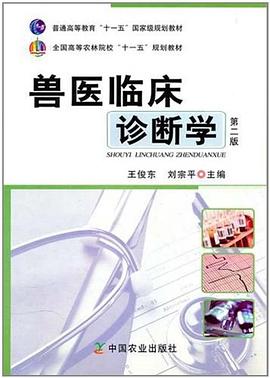 普通高等教育"十一五"国家级规划教材
全国高等农林院校"十一五"规划教材
兽医临床
诊断学
第二版
SHOUYI LINCHUANG ZHENDUANXUE
王俊东 刘宗平 主编
中国农业出版社